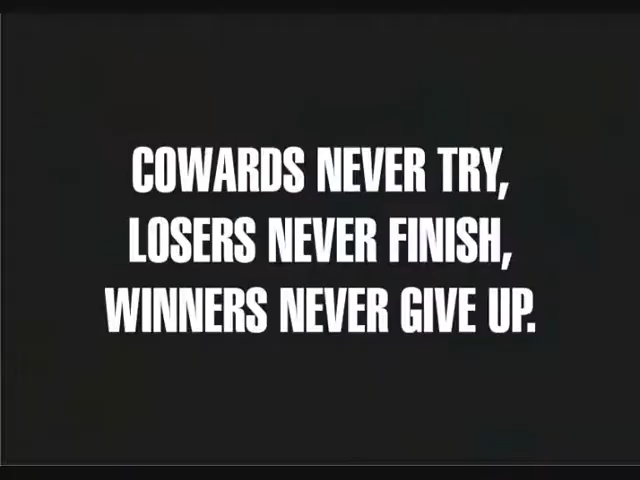 COWARDS NEVER TRY,
LOSERS NEVER FINISH,
WINNERS NEVER GIVE UP.